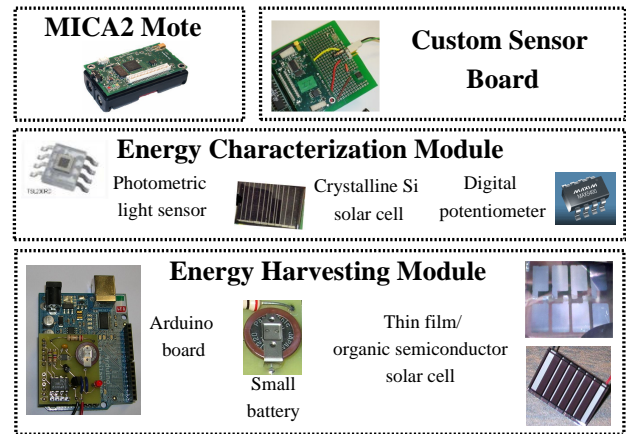 MICA2 Mote
Custom Sensor
Board
Energy Characterization Module
Photometric
light sensor
Crystalline Si
solar cell
Digital
potentiometer
MAXIM
Energy Harvesting Module
Arduino
board
Small
battery
Thin film/
organic semiconductor
solar cell